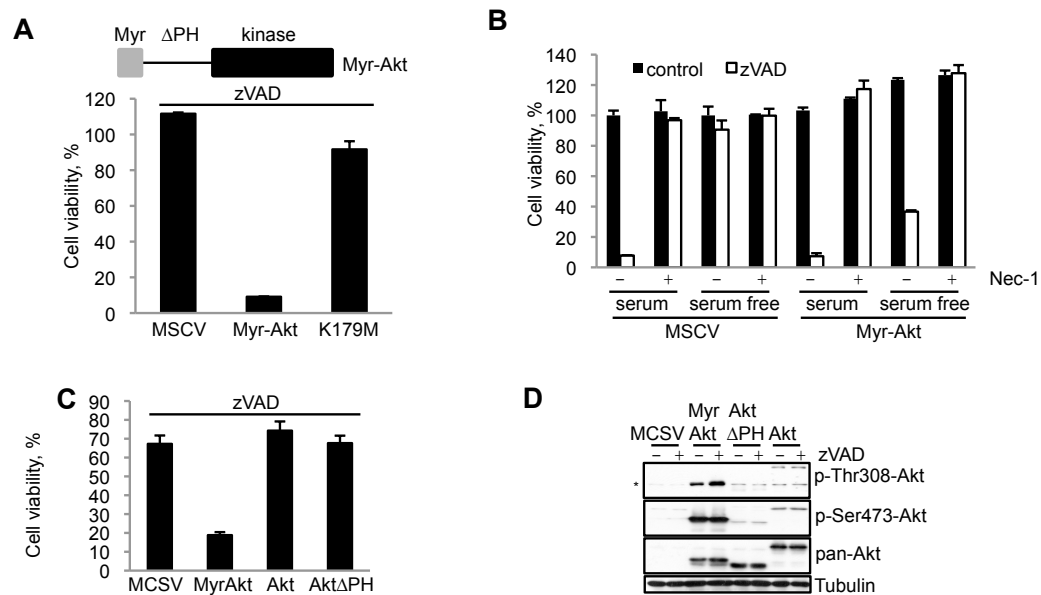 A
Myr ΔPH kinase
Myr-Akt
zVAD
120
100
80
60
40
20
0
Cell viability, %
MSCV Myr-Akt K179M
B
control zVAD
140
120
100
80
60
40
20
0
Cell viability, %
− + − + − + − + Nec-1
serum serum free serum serum free
MSCV Myr-Akt
C
zVAD
90
80
70
60
50
40
30
20
10
0
Cell viability, %
MCSV MyrAkt Akt AktΔPH
D
Myr Akt
MCSV Akt ΔPH Akt
− + − + − + − + zVAD
* p-Thr308-Akt
p-Ser473-Akt
pan-Akt
Tubulin